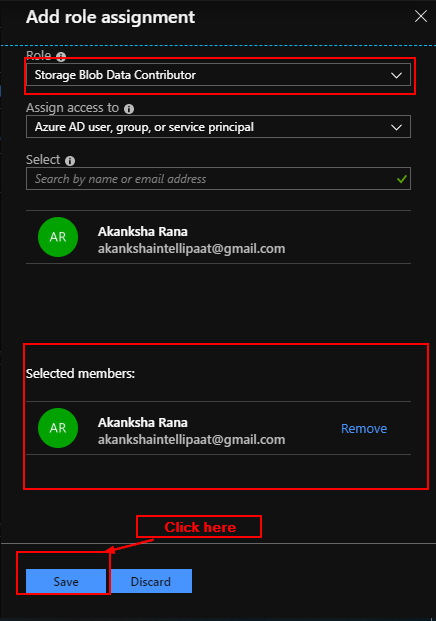 Add role assignment
Role
Storage Blob Data Contributor
Assign access to
Azure AD user, group, or service principal
Select
Search by name or email address
AR
Akanksha Rana
akankshaintellipaat@gmail.com
Selected members:
AR
Akanksha Rana
akankshaintellipaat@gmail.com
Remove
Click here
Save
Discard